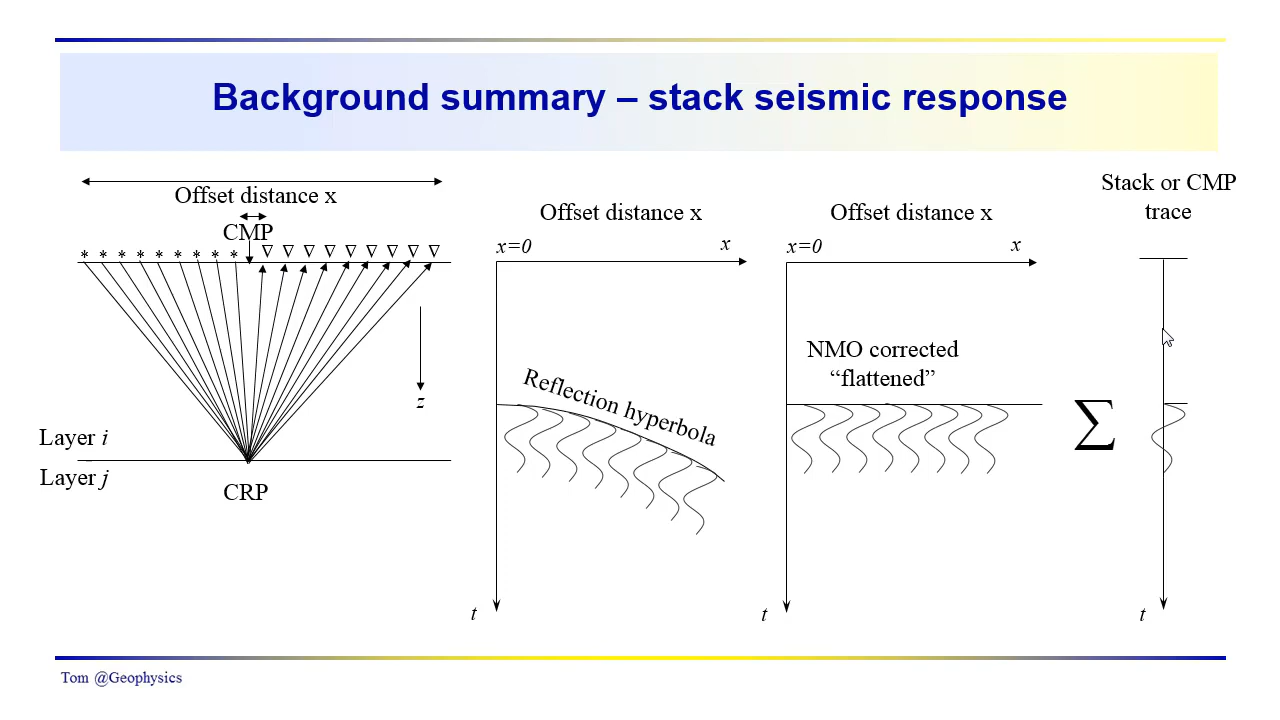 Background summary – stack seismic response
Offset distance x
CMP
* * * * * * * * * ∇ ∇ ∇ ∇ ∇ ∇ ∇ ∇ ∇
z
Layer i
Layer j
CRP
Offset distance x
x=0 x
Reflection hyperbola
t
Offset distance x
x=0 x
NMO corrected
“flattened”
t
∑
Stack or CMP
trace
t
Tom @Geophysics